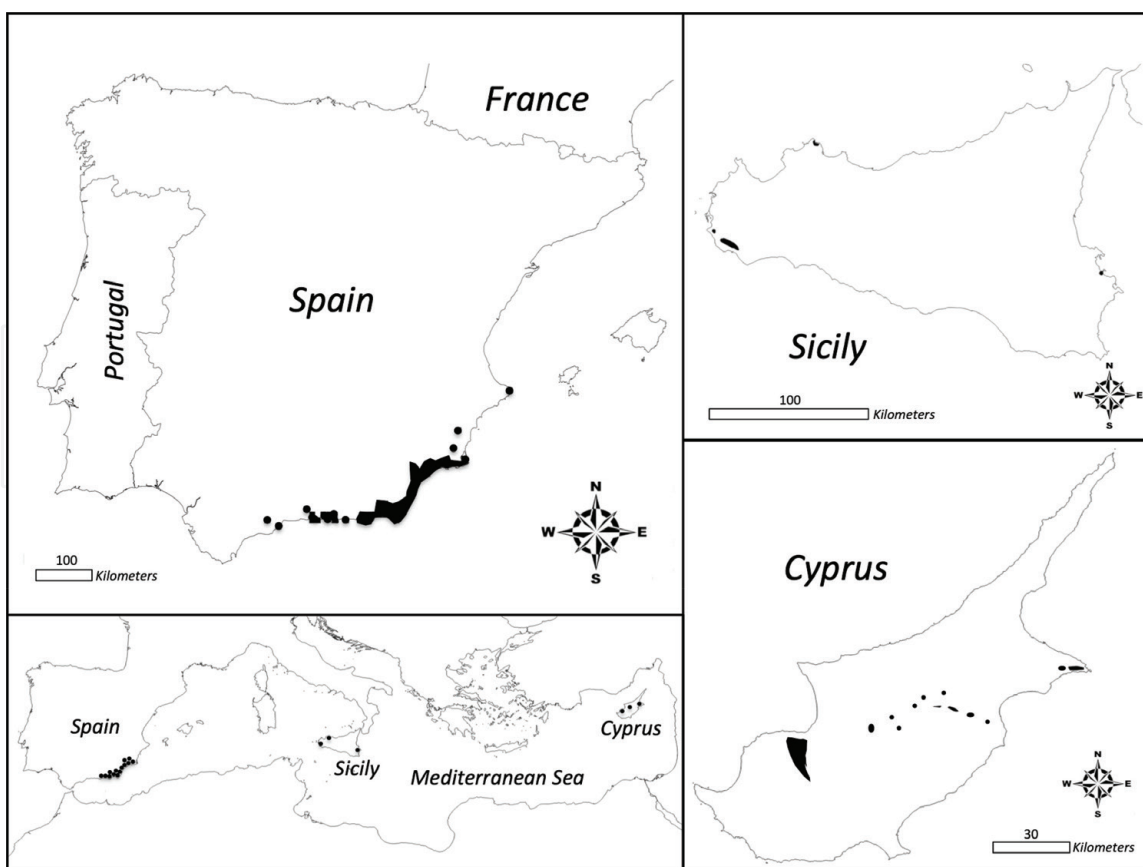 France
Spain
Portugal
N
W E
S
100
Kilometers
Sicily
N
W E
S
100
Kilometers
Spain
Sicily
Cyprus
Mediterranean Sea
Cyprus
N
W E
S
30
Kilometers